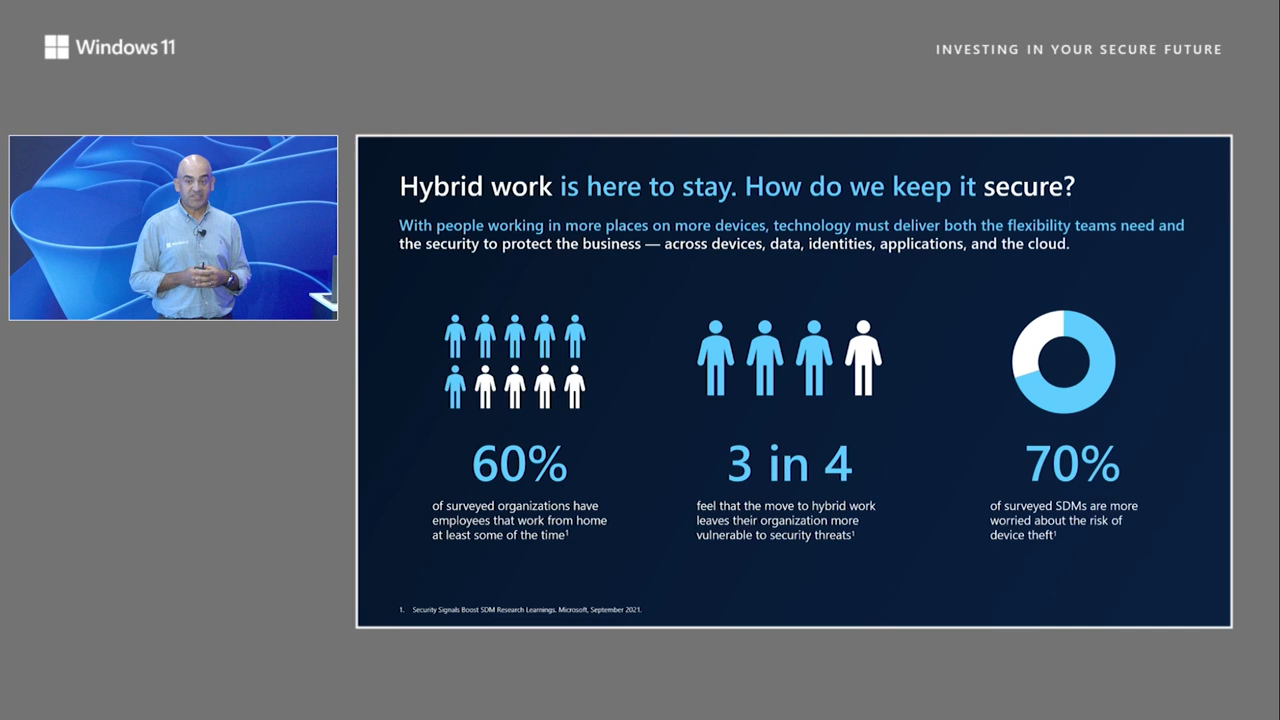 Windows 11
INVESTING IN YOUR SECURE FUTURE
Hybrid work is here to stay. How do we keep it secure?
With people working in more places on more devices, technology must deliver both the flexibility teams need and
the security to protect the business — across devices, data, identities, applications, and the cloud.
60%
of surveyed organizations have
employees that work from home
at least some of the time¹
3 in 4
feel that the move to hybrid work
leaves their organization more
vulnerable to security threats¹
70%
of surveyed SDMs are more
worried about the risk of
device theft¹
1. Security Signals Boost SDM Research Learnings. Microsoft, September 2021.